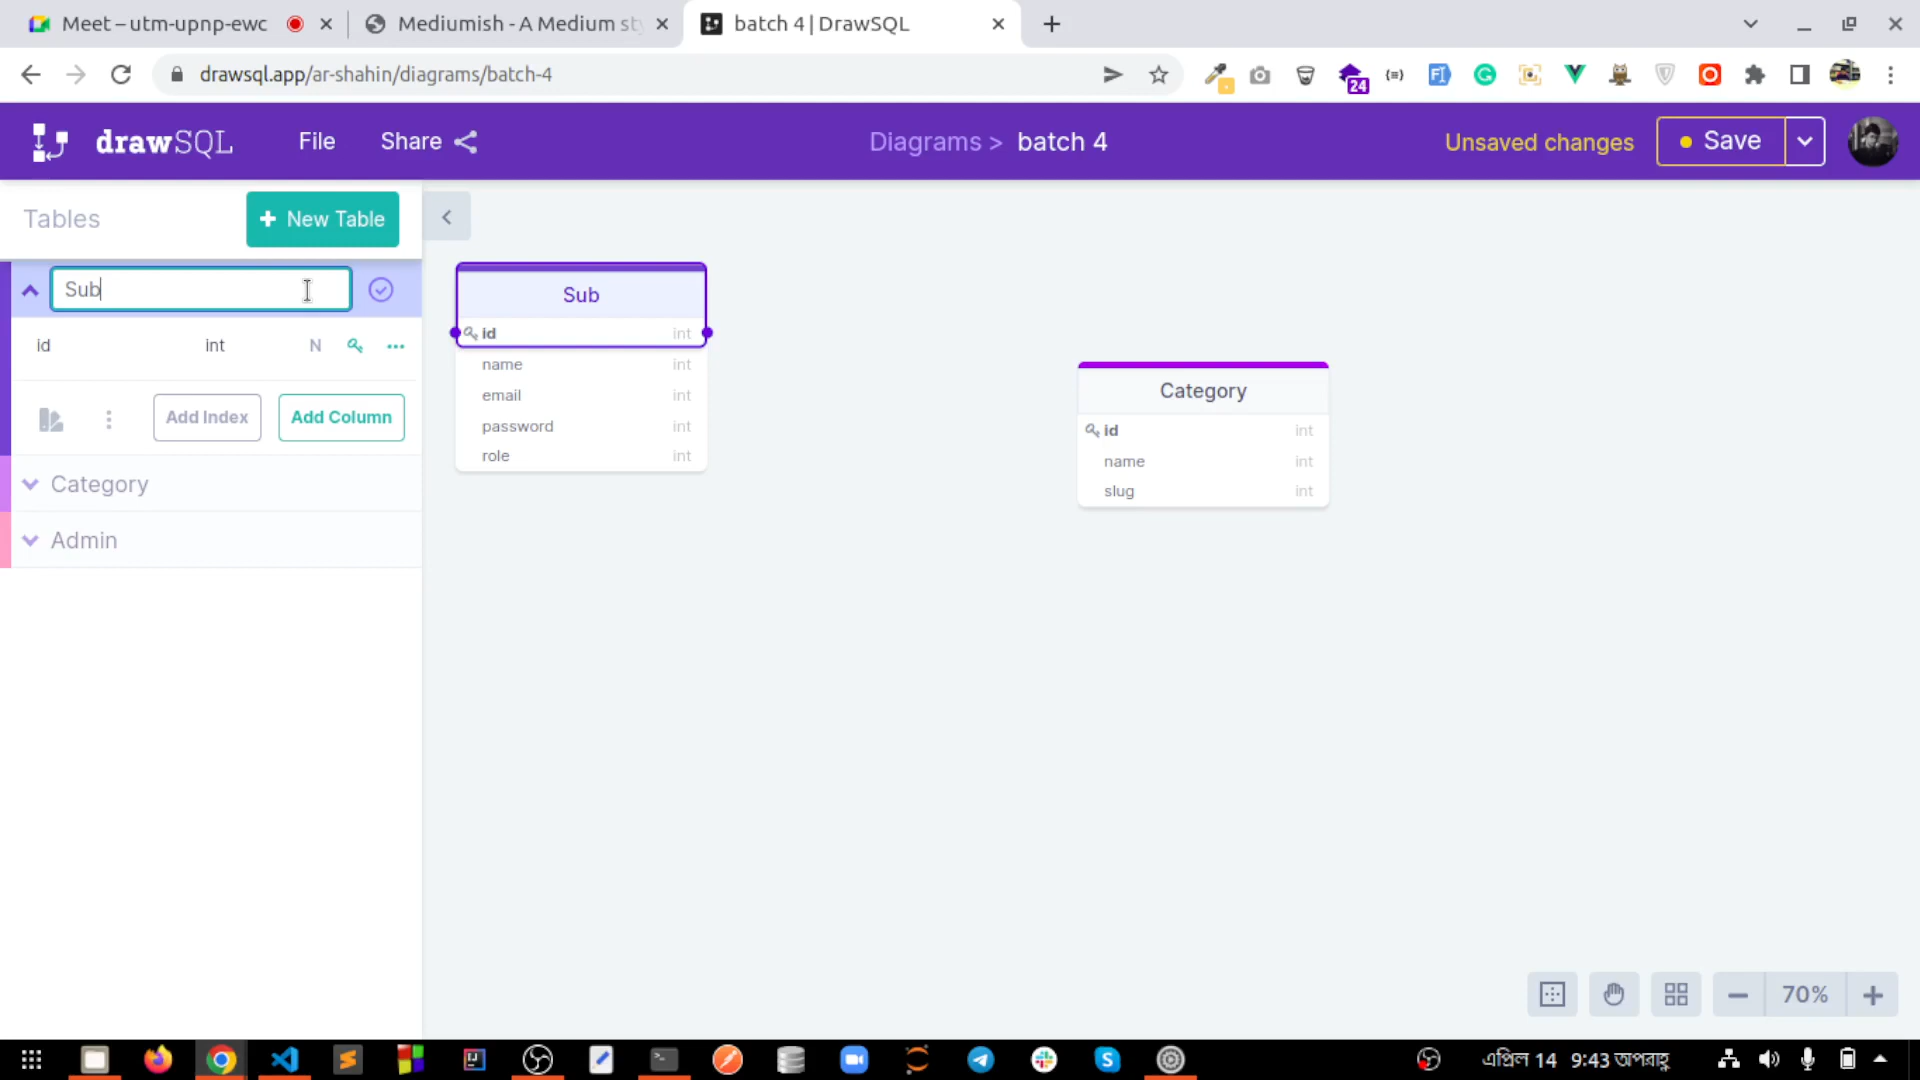 Meet – utm-upnp-ewc
Mediumish - A Medium sty
batch 4 | DrawSQL
drawsql.app/ar-shahin/diagrams/batch-4
24
drawSQL
File
Share
Diagrams > batch 4
Unsaved changes
Save
Tables
+ New Table
Sub
id int N
Add Index
Add Column
Category
Admin
Sub
id int
name int
email int
password int
role int
Category
id int
name int
slug int
70%
এপ্রিল 14 9:43 অপরাহ্ণ